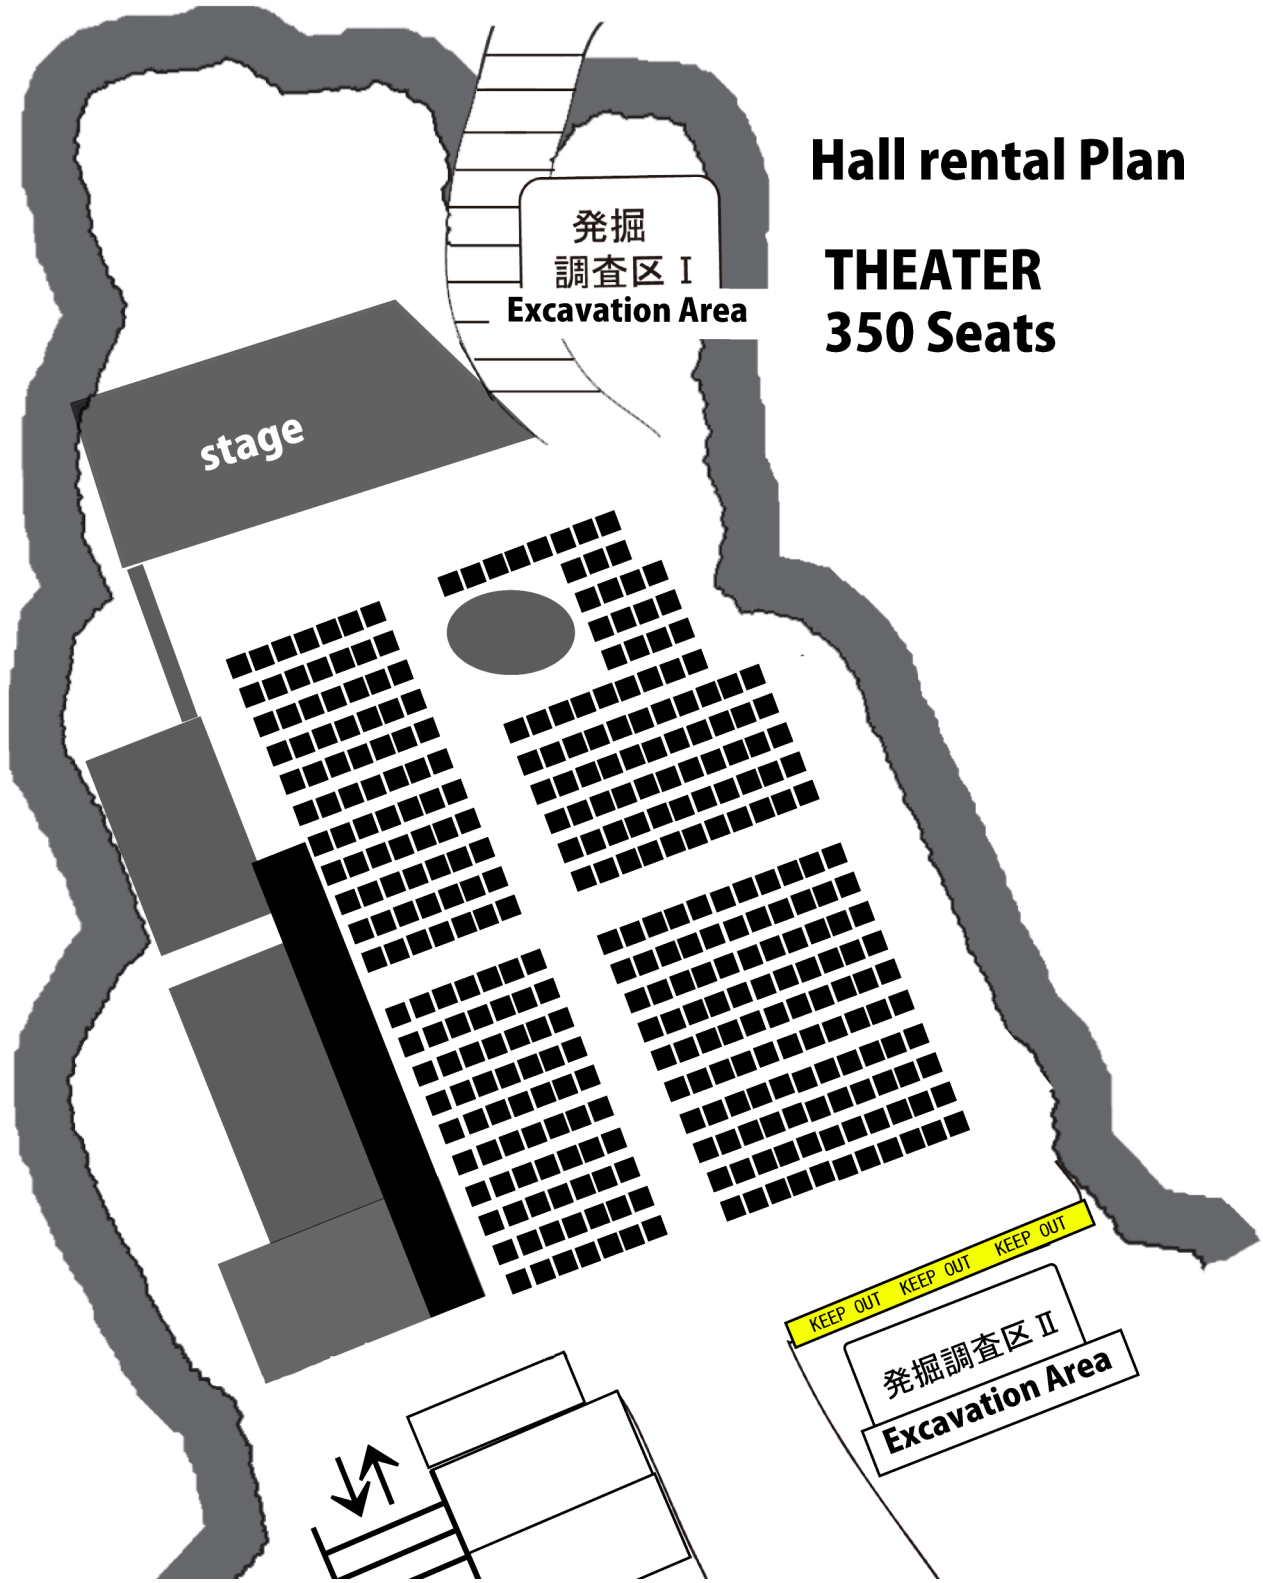 Hall rental Plan
THEATER
350 Seats
発掘
調査区 I
Excavation Area
stage
KEEP OUT KEEP OUT KEEP OUT
発掘調査区 II
Excavation Area